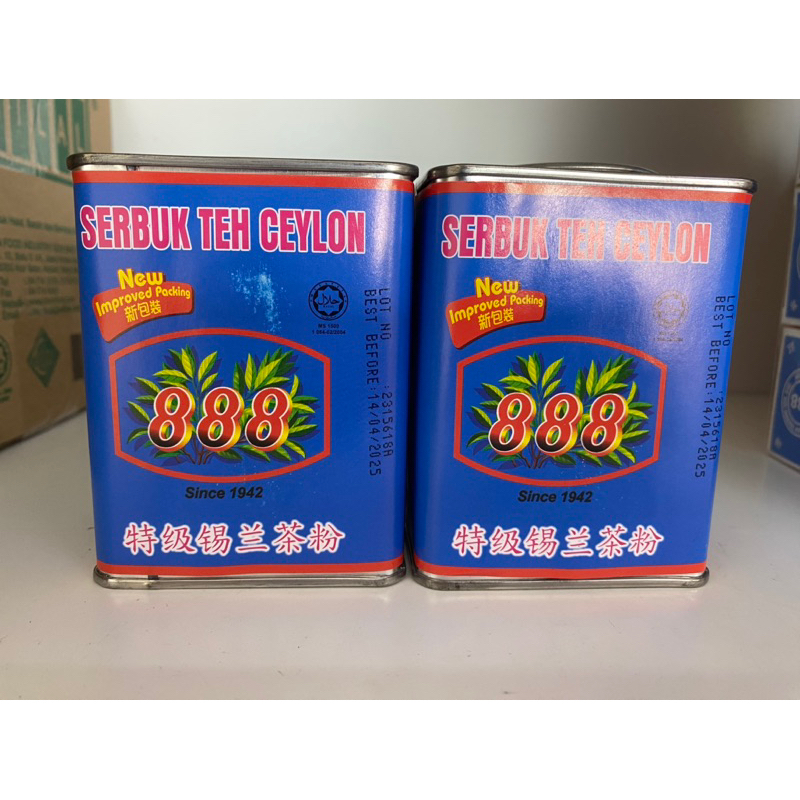 SERBUK TEH CEYLON
New
Improved Packing
新包装
LOT NO :2315618A
BEST BEFORE:14/04/2025
888
Since 1942
特级锡兰茶粉
SERBUK TEH CEYLON
New
Improved Packing
新包装
LOT NO :2315618A
BEST BEFORE:14/04/2025
888
Since 1942
特级锡兰茶粉